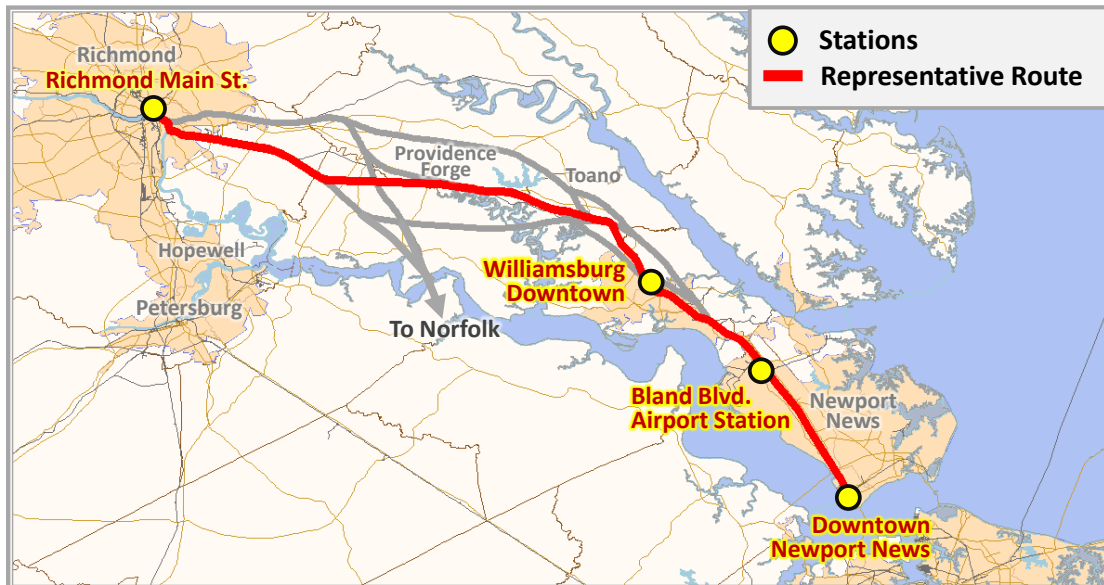 Stations
Representative Route
Richmond
Richmond Main St.
Providence
Forge
Toano
Hopewell
Williamsburg
Downtown
Petersburg
To Norfolk
Bland Blvd.
Airport Station
Newport
News
Downtown
Newport News